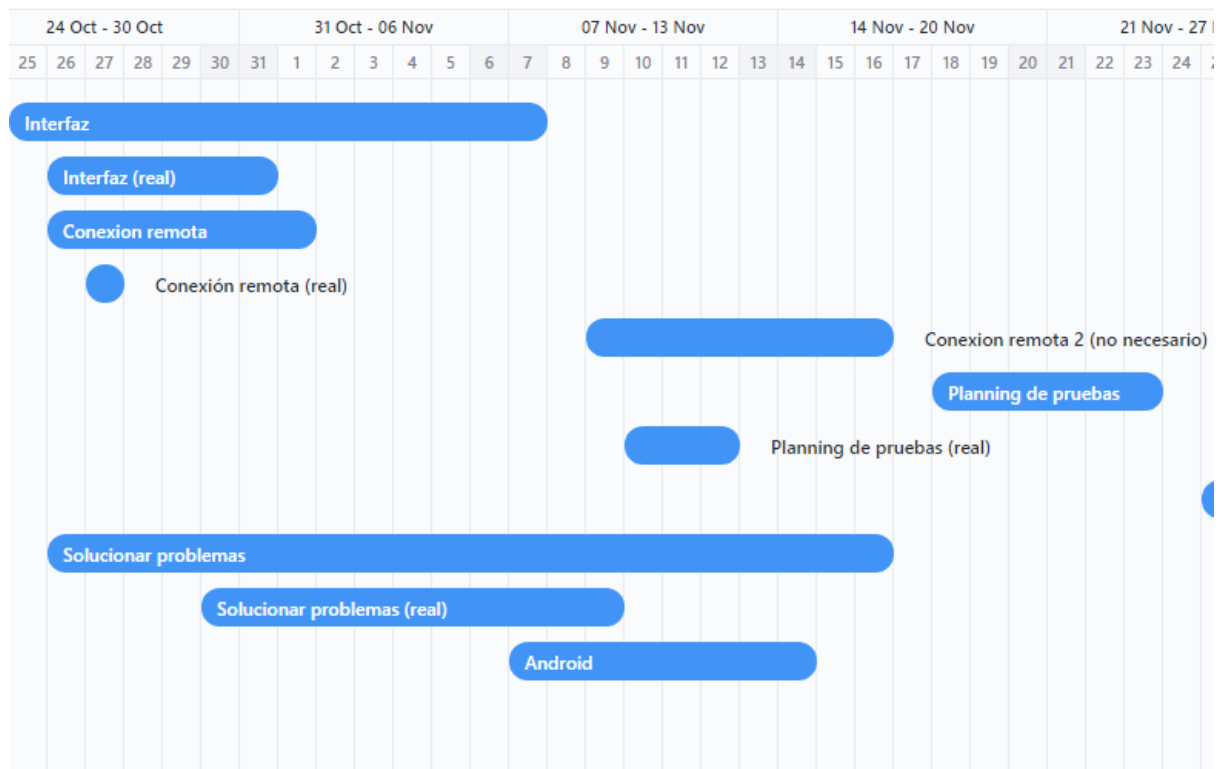 24 Oct - 30 Oct 31 Oct - 06 Nov 07 Nov - 13 Nov 14 Nov - 20 Nov 21 Nov - 27
25 26 27 28 29 30 31 1 2 3 4 5 6 7 8 9 10 11 12 13 14 15 16 17 18 19 20 21 22 23 24
Interfaz
Interfaz (real)
Conexion remota
Conexión remota (real)
Conexion remota 2 (no necesario)
Planning de pruebas
Planning de pruebas (real)
Solucionar problemas
Solucionar problemas (real)
Android